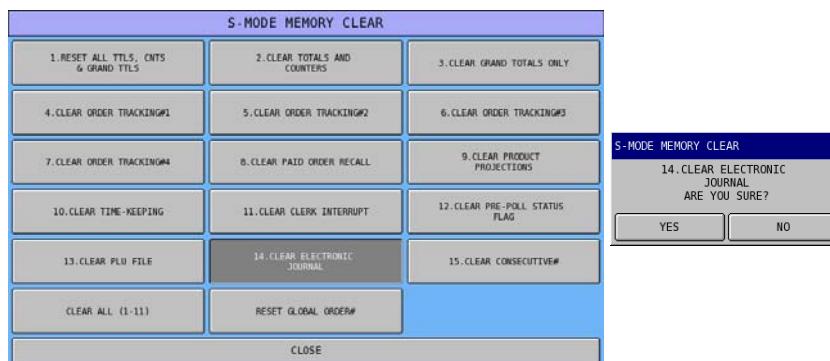 S-MODE MEMORY CLEAR
1.RESET ALL TTLS, CNTS
& GRAND TTLS
2.CLEAR TOTALS AND
COUNTERS
3.CLEAR GRAND TOTALS ONLY
4.CLEAR ORDER TRACKING#1
5.CLEAR ORDER TRACKING#2
6.CLEAR ORDER TRACKING#3
7.CLEAR ORDER TRACKING#4
8.CLEAR PAID ORDER RECALL
9.CLEAR PRODUCT
PROJECTIONS
10.CLEAR TIME-KEEPING
11.CLEAR CLERK INTERRUPT
12.CLEAR PRE-POLL STATUS
FLAG
13.CLEAR PLU FILE
14.CLEAR ELECTRONIC
JOURNAL
15.CLEAR CONSECUTIVE#
CLEAR ALL (1-11)
RESET GLOBAL ORDER#
CLOSE
S-MODE MEMORY CLEAR
14.CLEAR ELECTRONIC
JOURNAL
ARE YOU SURE?
YES
NO